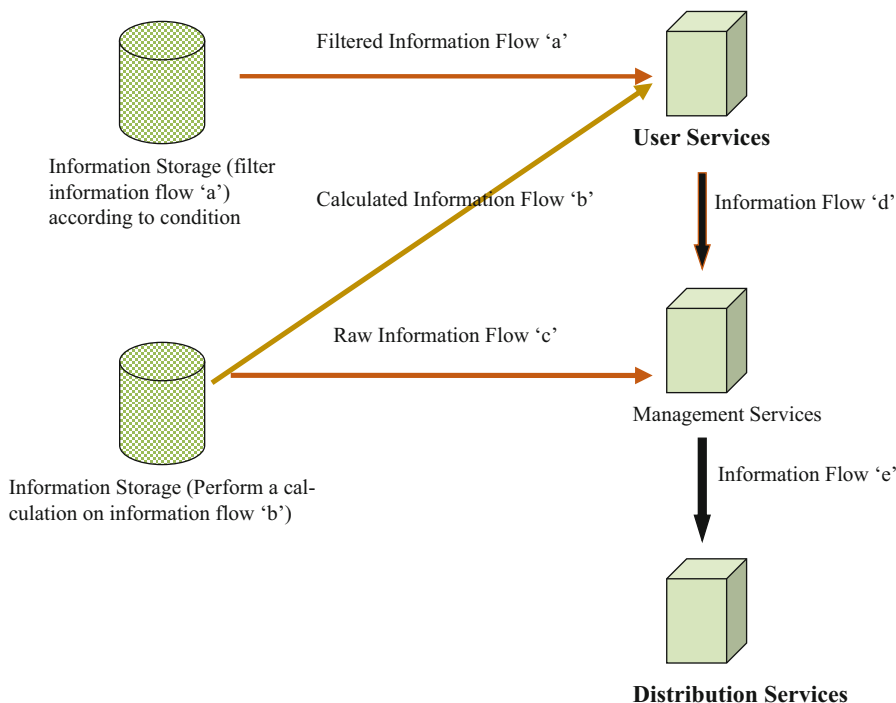 Filtered Information Flow ‘a’
User Services
Information Storage (filter
information flow ‘a’)
according to condition
Calculated Information Flow ‘b’
Information Flow ‘d’
Raw Information Flow ‘c’
Management Services
Information Storage (Perform a cal-
culation on information flow ‘b’)
Information Flow ‘e’
Distribution Services